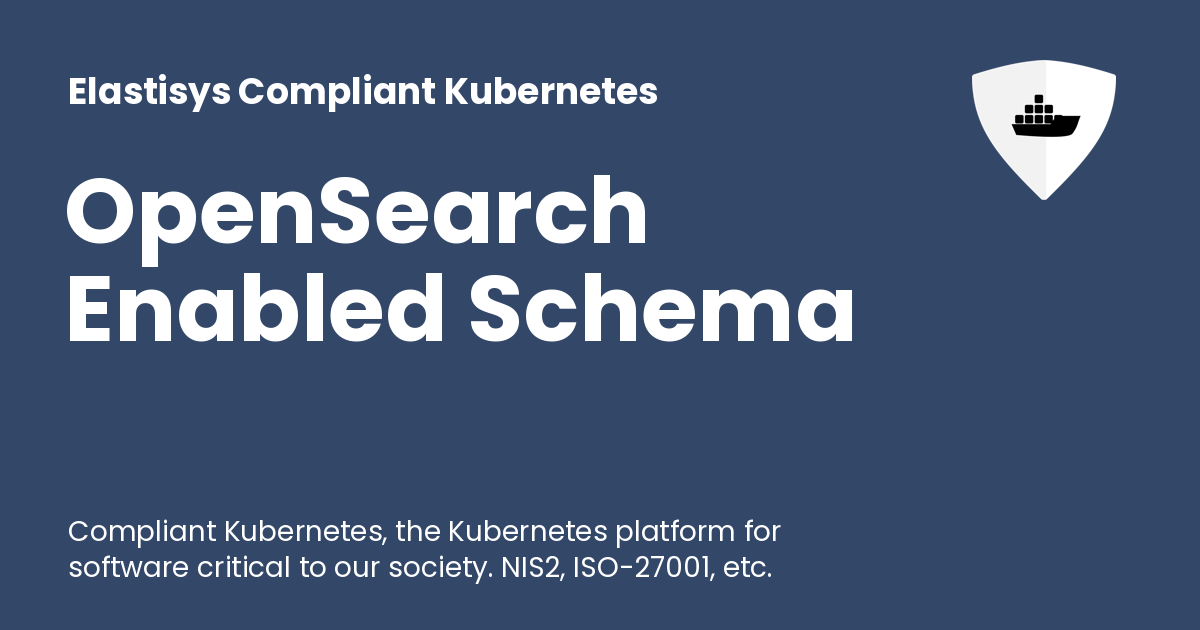 Elastisys Compliant Kubernetes
OpenSearch
Enabled Schema
Compliant Kubernetes, the Kubernetes platform for
software critical to our society. NIS2, ISO-27001, etc.